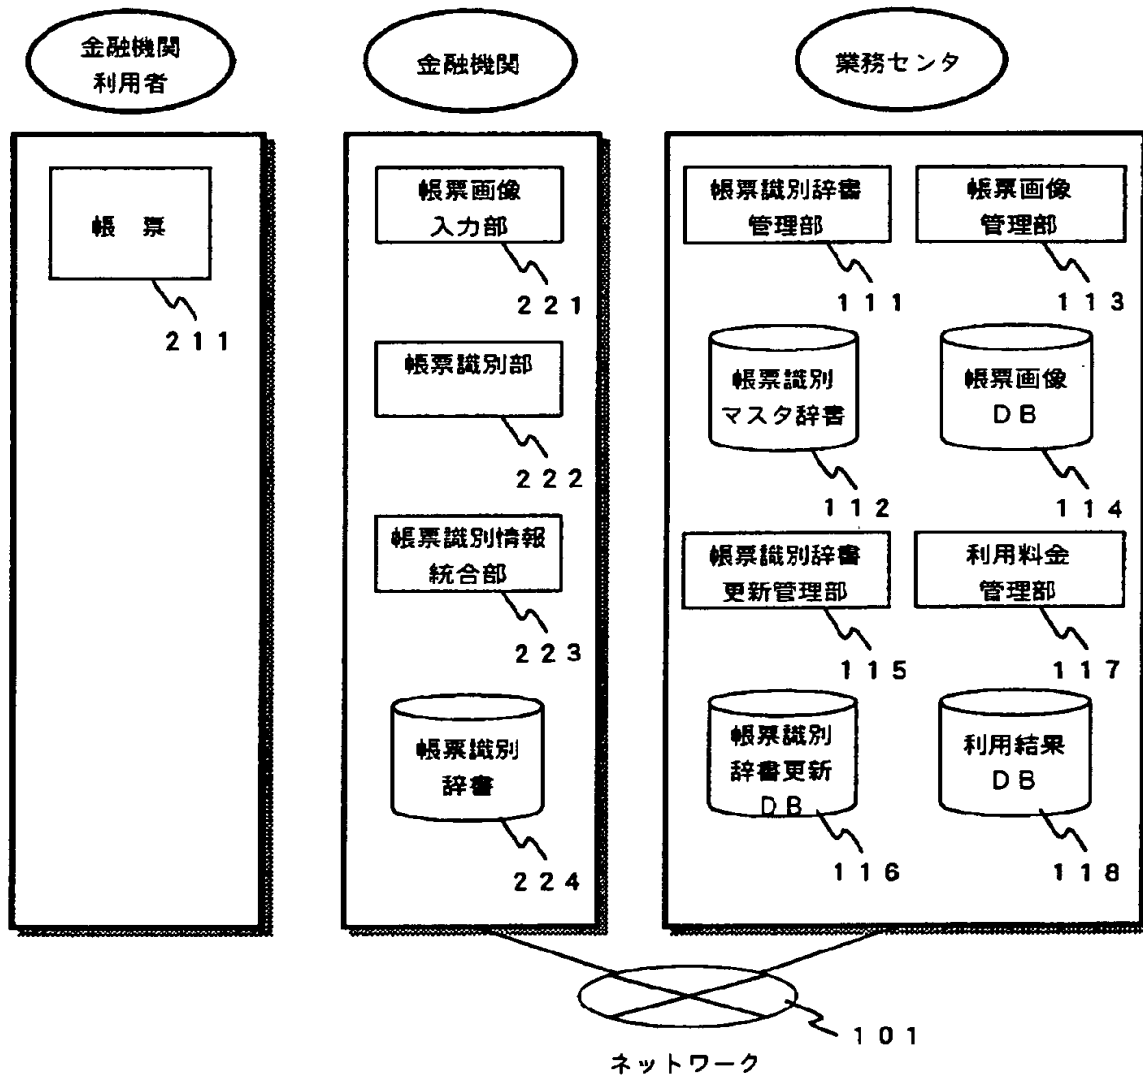 金融機関
利用者
金融機関
業務センタ
帳 票
211
帳票画像
入力部
221
帳票識別部
222
帳票識別情報
統合部
223
帳票識別
辞書
224
帳票識別辞書
管理部
111
帳票画像
管理部
113
帳票識別
マスタ辞書
112
帳票画像
DB
114
帳票識別辞書
更新管理部
115
利用料金
管理部
117
帳票識別
辞書更新
DB
116
利用結果
DB
118
101
ネットワーク